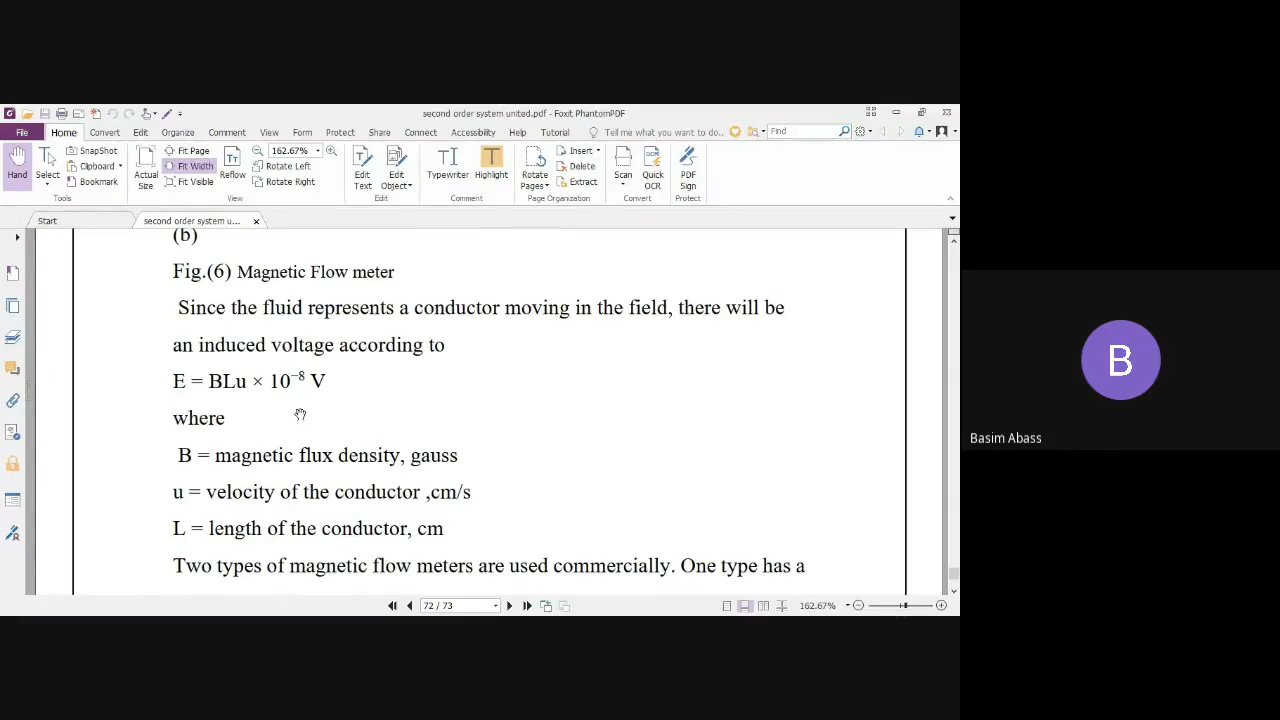 second order system united.pdf - Foxit PhantomPDF
File Home Convert Edit Organize Comment View Form Protect Share Connect Accessibility Help Tutorial Tell me what you want to do.. Find
Hand Select SnapShot Clipboard Bookmark Actual Size Fit Page Fit Width Fit Visible Reflow 162.67% Rotate Left Rotate Right Edit Text Edit Object Typewriter Highlight Rotate Pages Insert Delete Extract Scan Quick OCR PDF Sign
Tools View Edit Comment Page Organization Convert Protect
Start second order system u...
(b)
Fig.(6) Magnetic Flow meter
Since the fluid represents a conductor moving in the field, there will be
an induced voltage according to
E = BLu × 10⁻⁸ V
where
B = magnetic flux density, gauss
u = velocity of the conductor ,cm/s
L = length of the conductor, cm
Two types of magnetic flow meters are used commercially. One type has a
72 / 73 162.67%
B
Basim Abass